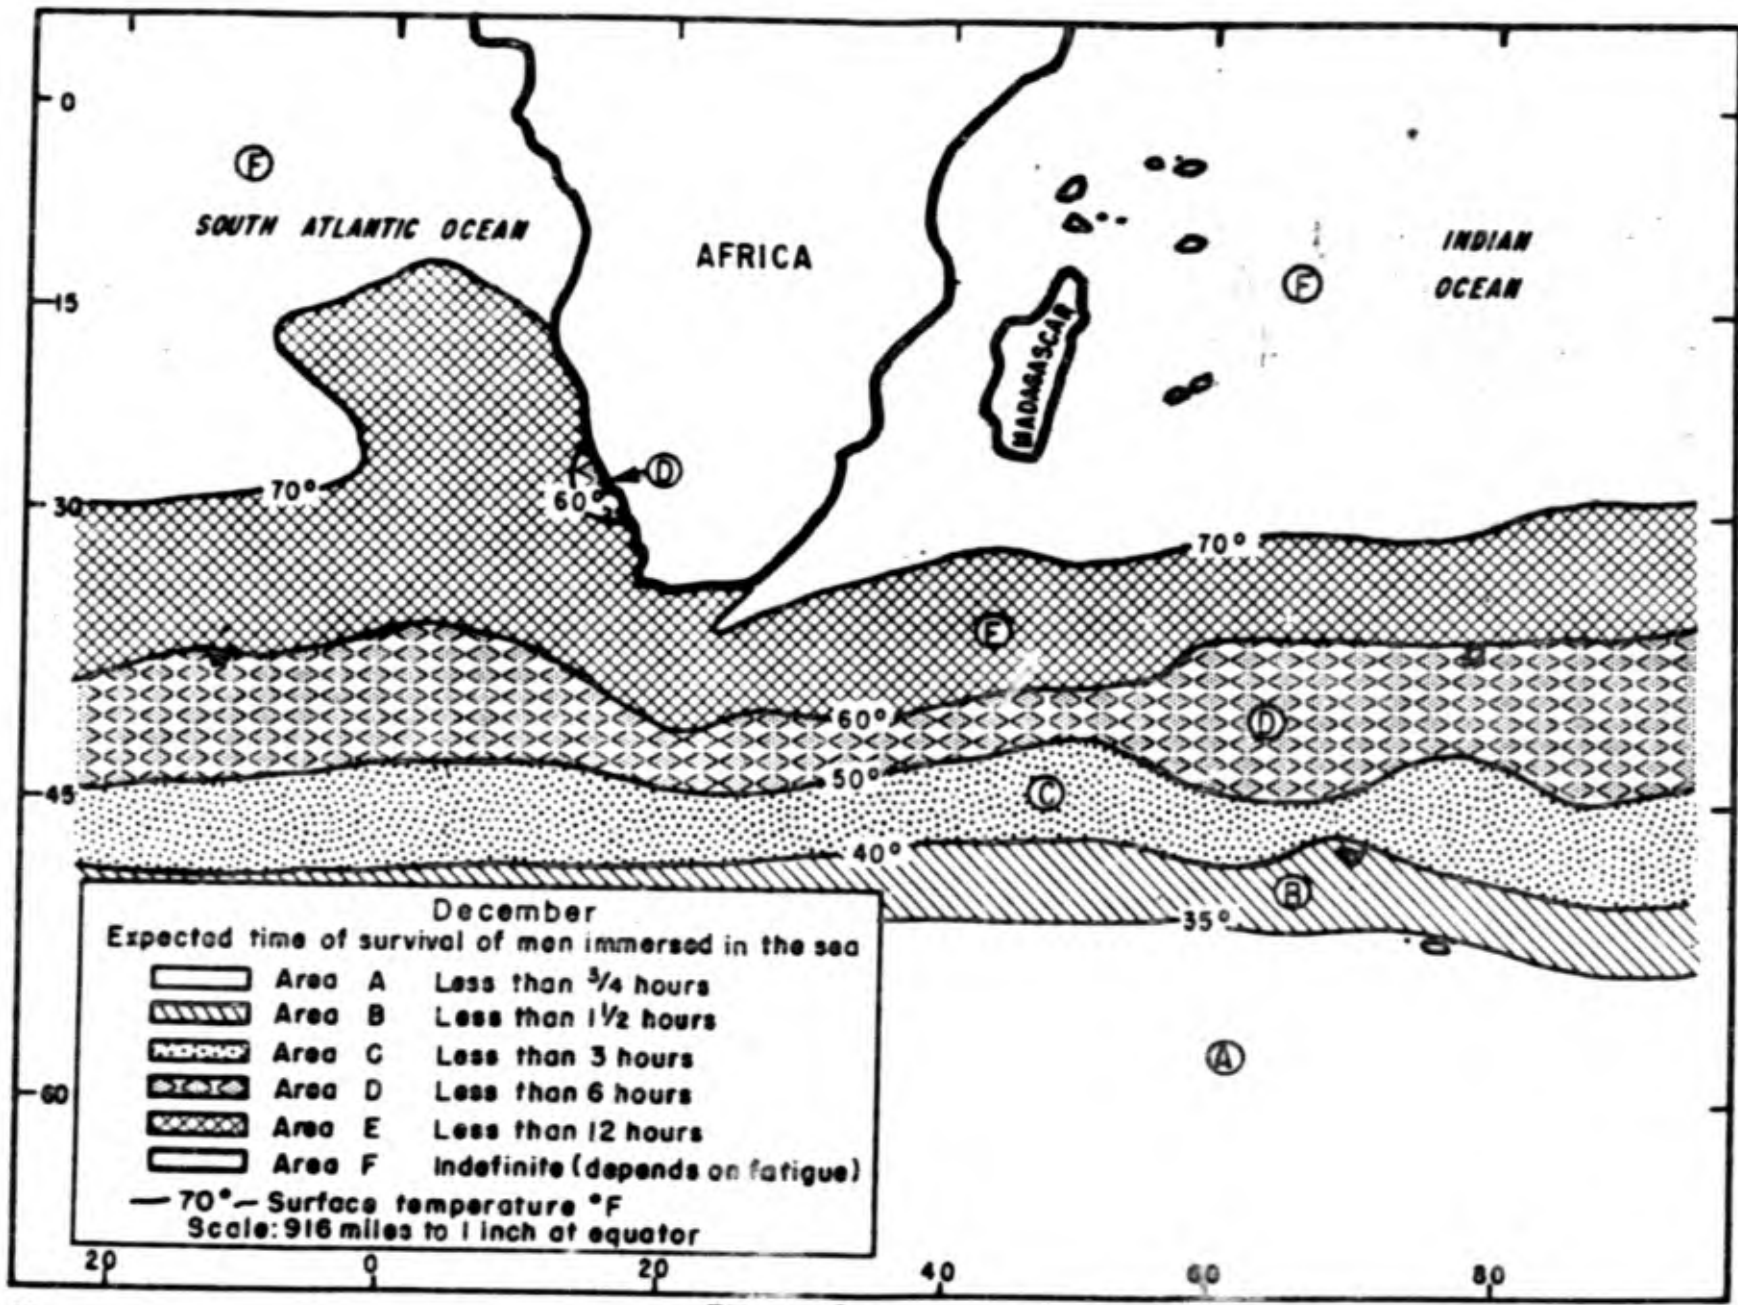 0
F
SOUTH ATLANTIC OCEAN
AFRICA
INDIAN
OCEAN
F
15
MADAGASCAR
D
70°
60°
30
70°
E
60°
D
50°
45
C
40°
B
35°
December
Expected time of survival of men immersed in the sea
Area A Less than 3/4 hours
Area B Less than 1 1/2 hours
Area C Less than 3 hours
Area D Less than 6 hours
Area E Less than 12 hours
Area F Indefinite (depends on fatigue)
— 70° — Surface temperature °F
Scale: 916 miles to 1 inch at equator
A
60
20 0 20 40 60 80